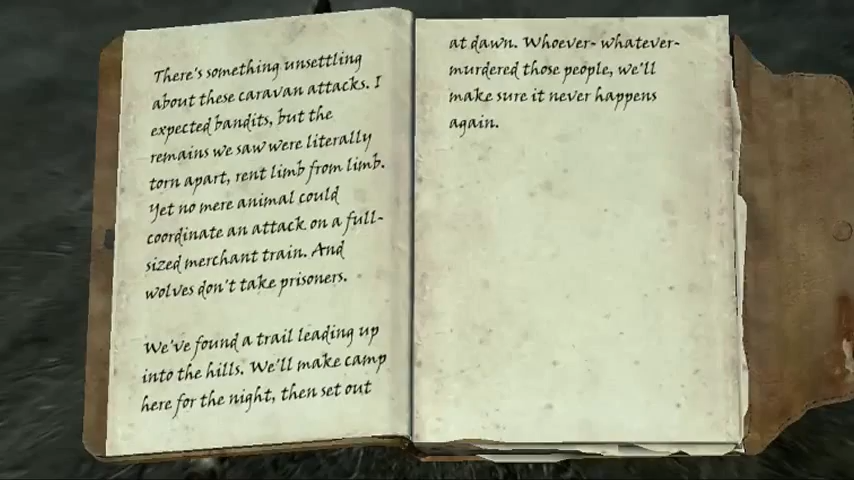 There's something unsettling
about these caravan attacks. I
expected bandits, but the
remains we saw were literally
torn apart, rent limb from limb.
Yet no mere animal could
coordinate an attack on a full-
sized merchant train. And
wolves don't take prisoners.
We've found a trail leading up
into the hills. We'll make camp
here for the night, then set out
at dawn. Whoever- whatever-
murdered those people, we'll
make sure it never happens
again.